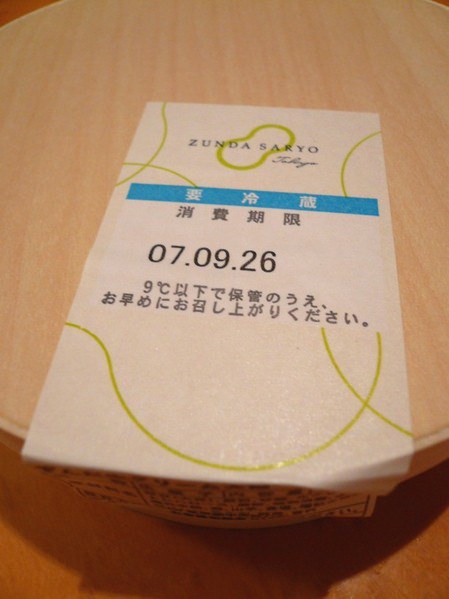 ZUNDA SARYO
Tokyo
要冷蔵
消費期限
07.09.26
9℃以下で保管のうえ、
お早めにお召し上がりください。